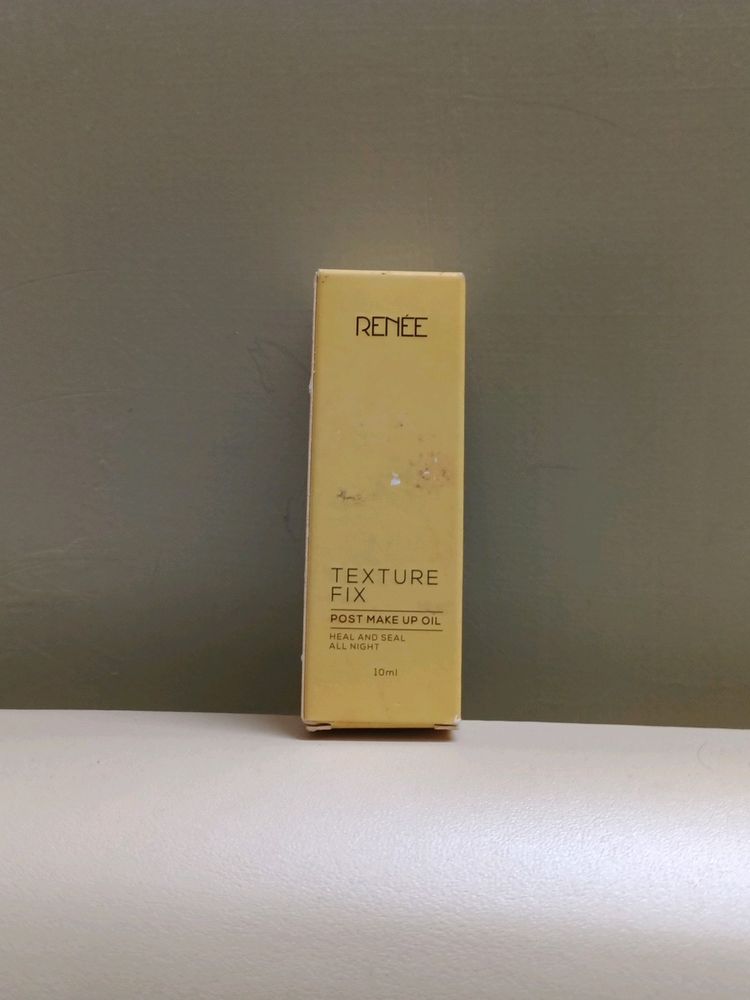 RENÉE
TEXTURE
FIX
POST MAKE UP OIL
HEAL AND SEAL
ALL NIGHT
10ml